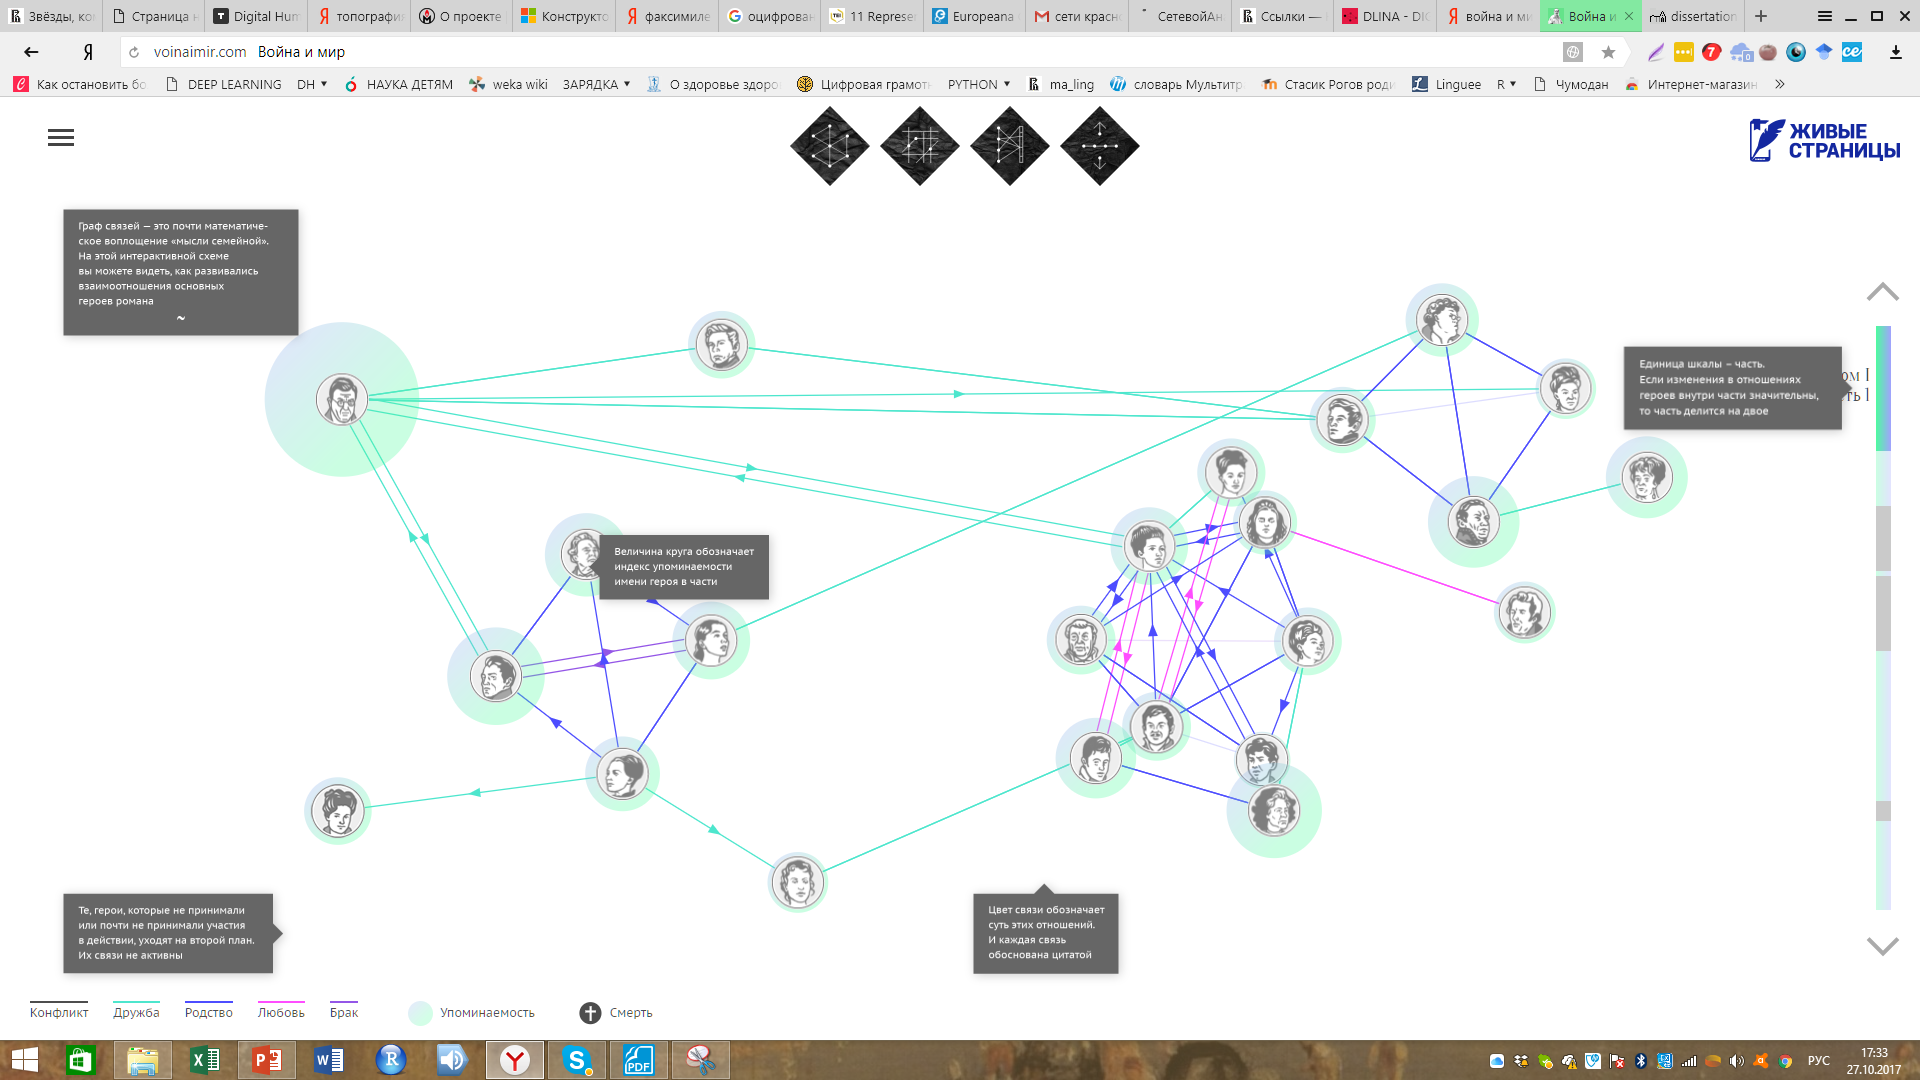 Звёзды, ко
Страница н
Digital Hum
топографи
О проекте
Конструкто
факсимиле
оцифрован
11 Represen
Europeana
сети красно
СетевойАн
Ссылки —
DLINA - DIG
война и ми
Война и
dissertation
voinaimir.com Война и мир
Как остановить бо
DEEP LEARNING
DH
НАУКА ДЕТЯМ
weka wiki
ЗАРЯДКА
О здоровье здоро
Цифровая грамотн
PYTHON
ma_ling
словарь Мультитр
Стасик Рогов роди
Linguee
R
Чумодан
Интернет-магазин
ЖИВЫЕ
СТРАНИЦЫ
Граф связей — это почти математиче-
ское воплощение «мысли семейной».
На этой интерактивной схеме
вы можете видеть, как развивались
взаимоотношения основных
героев романа
~
Единица шкалы – часть.
Если изменения в отношениях
героев внутри части значительны,
то часть делится на двое
Величина круга обозначает
индекс упоминаемости
имени героя в части
Те, герои, которые не принимали
или почти не принимали участия
в действии, уходят на второй план.
Их связи не активны
Цвет связи обозначает
суть этих отношений.
И каждая связь
обоснована цитатой
Конфликт
Дружба
Родство
Любовь
Брак
Упоминаемость
Смерть
РУС
17:33
27.10.2017